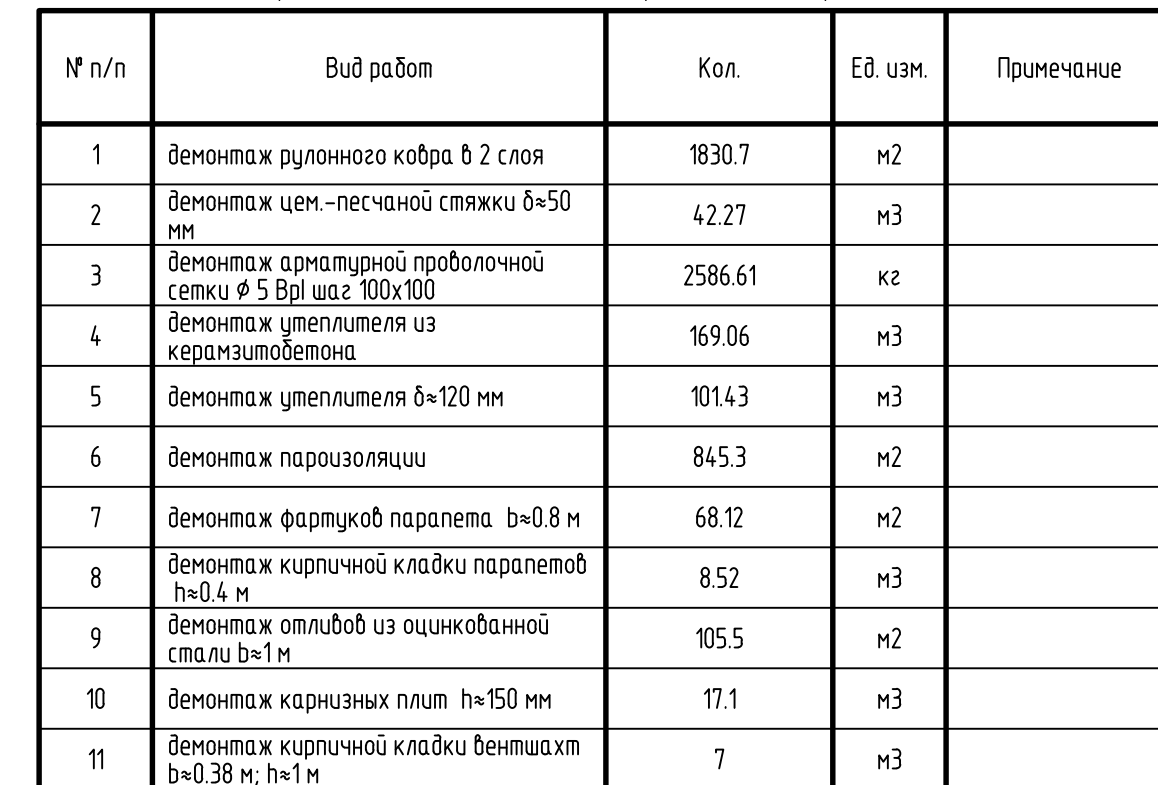 № п/п Вид работ Кол. Ед. изм. Примечание
1 демонтаж рулонного ковра в 2 слоя 1830.7 м2
2 демонтаж цем.-песчаной стяжки δ≈50
мм 42.27 м3
3 демонтаж арматурной проволочной
сетки ϕ 5 ВрI шаг 100х100 2586.61 кг
4 демонтаж утеплителя из
керамзитобетона 169.06 м3
5 демонтаж утеплителя δ≈120 мм 101.43 м3
6 демонтаж пароизоляции 845.3 м2
7 демонтаж фартуков парапета b≈0.8 м 68.12 м2
8 демонтаж кирпичной кладки парапетов
h≈0.4 м 8.52 м3
9 демонтаж отливов из оцинкованной
стали b≈1 м 105.5 м2
10 демонтаж карнизных плит h≈150 мм 17.1 м3
11 демонтаж кирпичной кладки вентшахт
b≈0.38 м; h≈1 м 7 м3